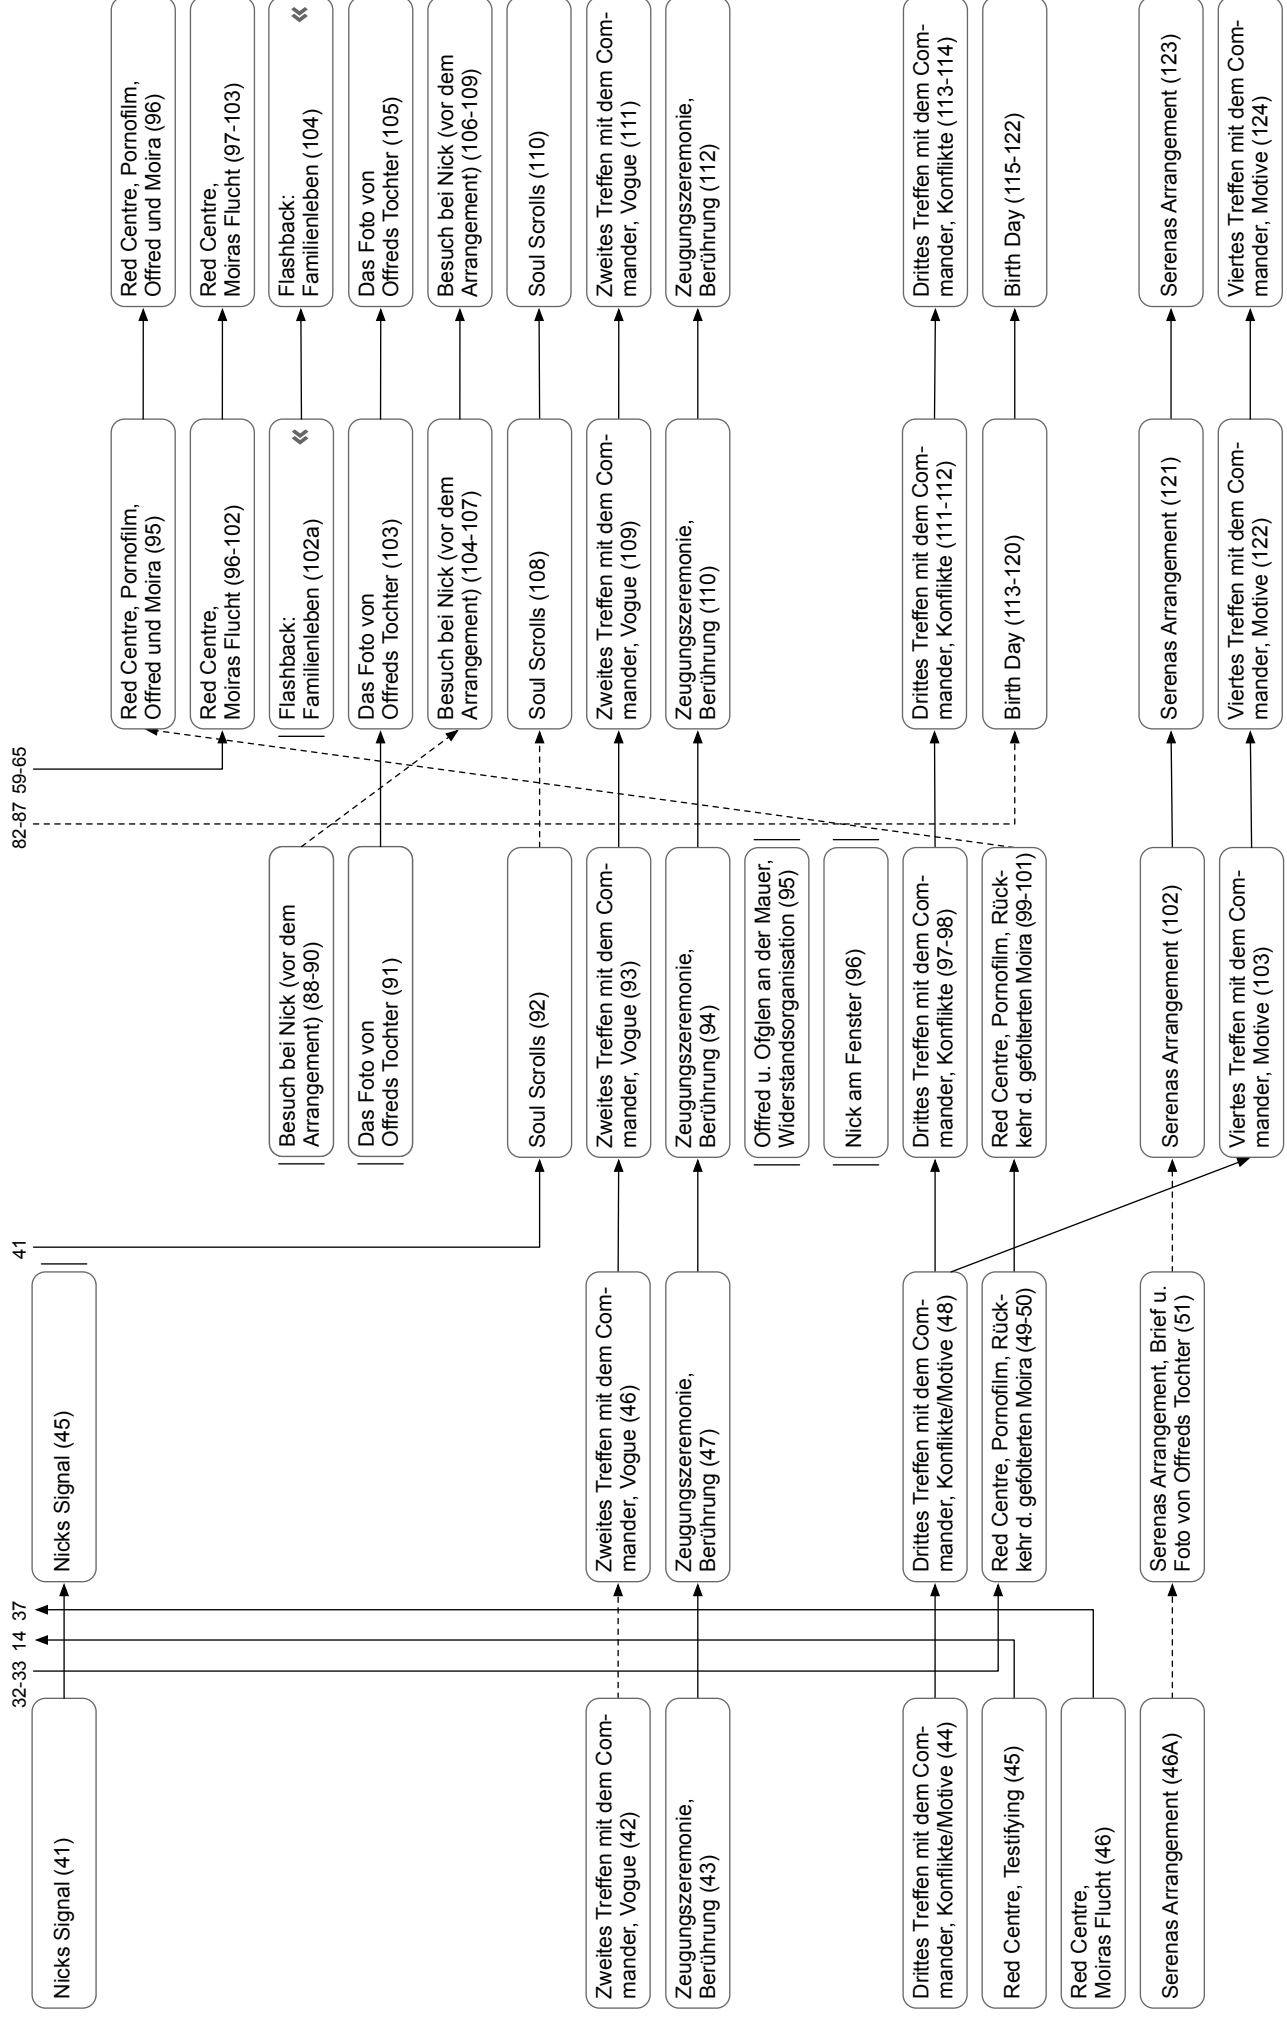 Nicks Signal (41)
Zweites Treffen mit dem Com-
mander, Vogue (42)
Zeugungszeremonie,
Berührung (43)
Drittes Treffen mit dem Com-
mander, Konflikte/Motive (44)
Red Centre, Testifying (45)
Red Centre,
Moiras Flucht (46)
Serenas Arrangement (46A)
32-33 14 37
Nicks Signal (45)
Zweites Treffen mit dem Com-
mander, Vogue (46)
Zeugungszeremonie,
Berührung (47)
Drittes Treffen mit dem Com-
mander, Konflikte/Motive (48)
Red Centre, Pornofilm, Rück-
kehr d. gefolterten Moira (49-50)
Serenas Arrangement, Brief u.
Foto von Offreds Tochter (51)
41
Besuch bei Nick (vor dem
Arrangement) (88-90)
Das Foto von
Offreds Tochter (91)
Soul Scrolls (92)
Zweites Treffen mit dem Com-
mander, Vogue (93)
Zeugungszeremonie,
Berührung (94)
Offred u. Ofglen an der Mauer,
Widerstandsorganisation (95)
Nick am Fenster (96)
Drittes Treffen mit dem Com-
mander, Konflikte (97-98)
Red Centre, Pornofilm, Rück-
kehr d. gefolterten Moira (99-101)
Serenas Arrangement (102)
Viertes Treffen mit dem Com-
mander, Motive (103)
82-87 59-65
Red Centre, Pornofilm,
Offred und Moira (95)
Red Centre,
Moiras Flucht (96-102)
Flashback:
Familienleben (102a) «
Das Foto von
Offreds Tochter (103)
Besuch bei Nick (vor dem
Arrangement) (104-107)
Soul Scrolls (108)
Zweites Treffen mit dem Com-
mander, Vogue (109)
Zeugungszeremonie,
Berührung (110)
Drittes Treffen mit dem Com-
mander, Konflikte (111-112)
Birth Day (113-120)
Serenas Arrangement (121)
Viertes Treffen mit dem Com-
mander, Motive (122)
Red Centre, Pornofilm,
Offred und Moira (96)
Red Centre,
Moiras Flucht (97-103)
Flashback:
Familienleben (104) «
Das Foto von
Offreds Tochter (105)
Besuch bei Nick (vor dem
Arrangement) (106-109)
Soul Scrolls (110)
Zweites Treffen mit dem Com-
mander, Vogue (111)
Zeugungszeremonie,
Berührung (112)
Drittes Treffen mit dem Com-
mander, Konflikte (113-114)
Birth Day (115-122)
Serenas Arrangement (123)
Viertes Treffen mit dem Com-
mander, Motive (124)